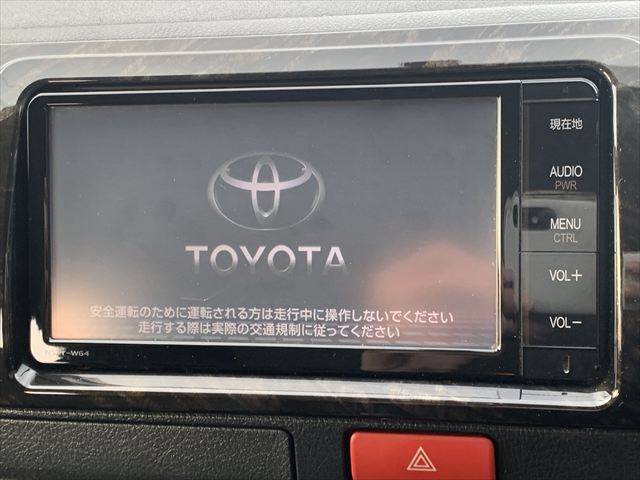 現在地
AUDIO
PWR
MENU
CTRL
VOL+
VOL-
TOYOTA
安全運転のために運転される方は走行中に操作しないでください
走行する際は実際の交通規制に従ってください
-W64